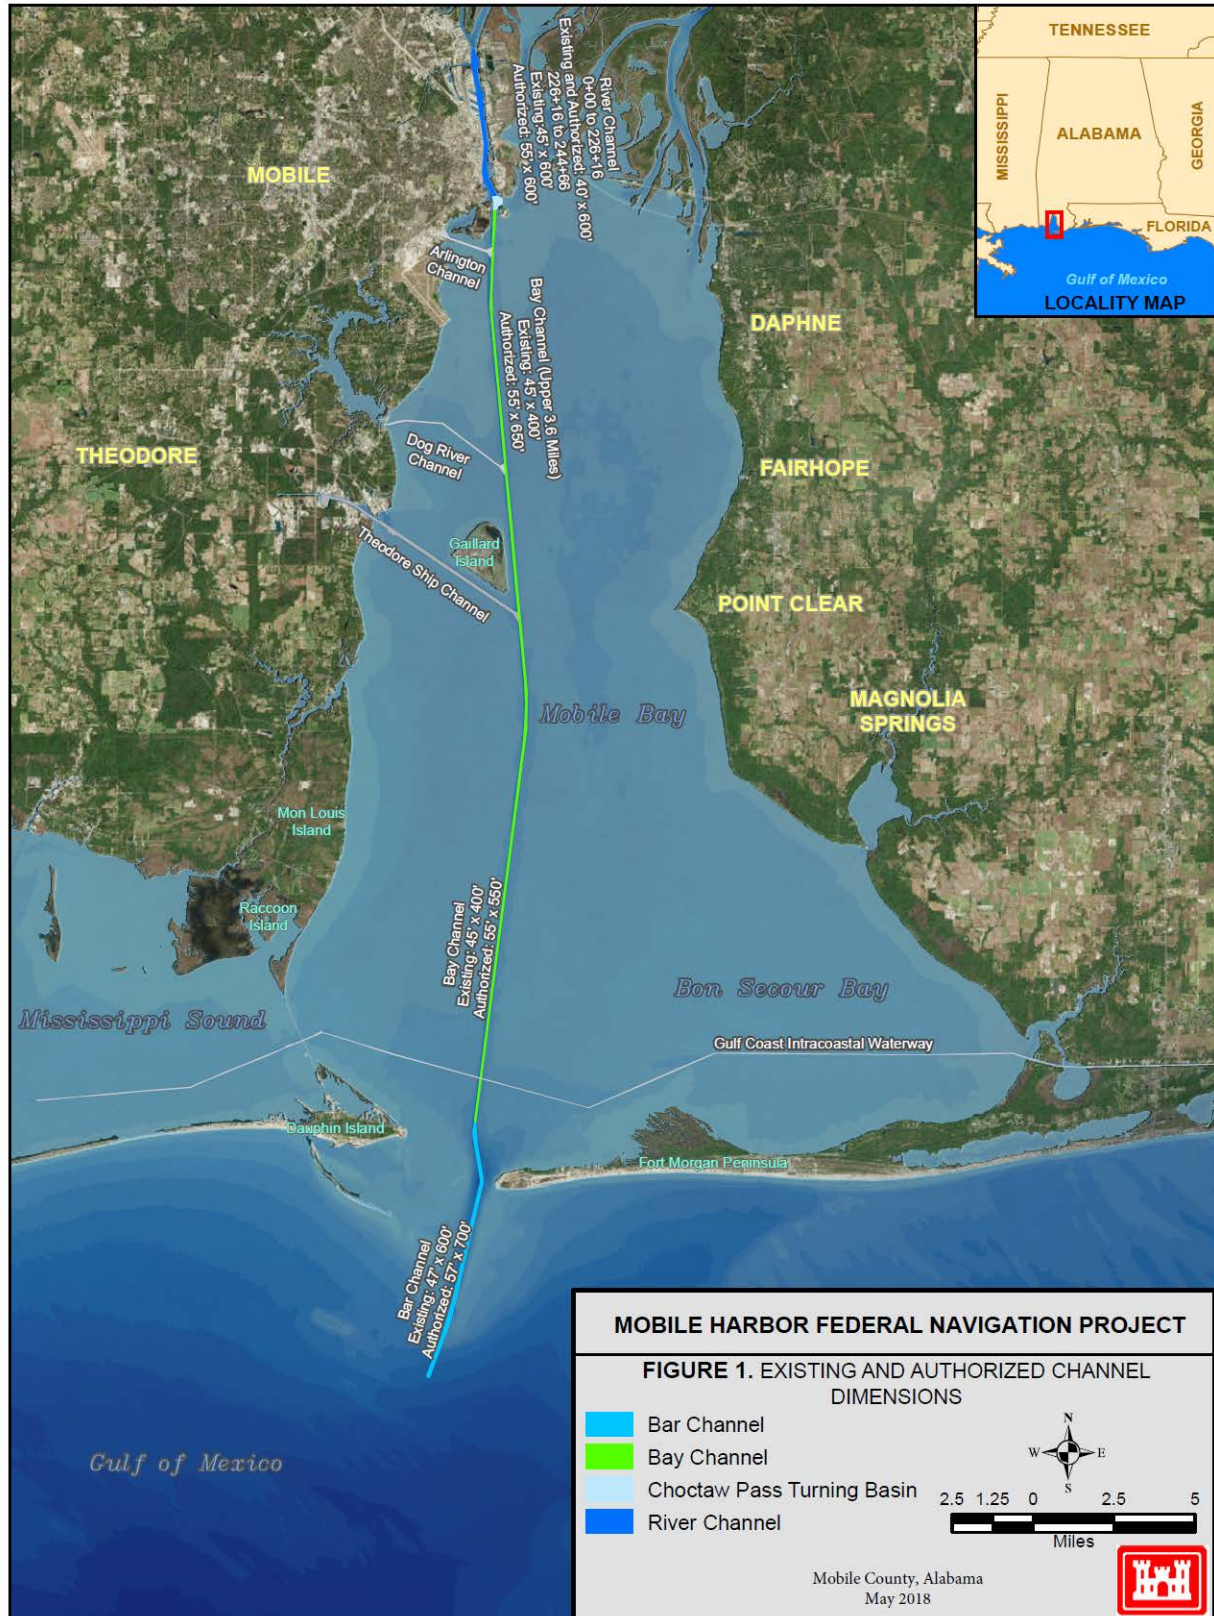 TENNESSEE
MISSISSIPPI
ALABAMA
GEORGIA
FLORIDA
Gulf of Mexico
LOCALITY MAP
River Channel
0+00 to 226+16
Existing and Authorized: 40' x 600'
226+16 to 244+66
Existing:45' x 600'
Authorized: 55' x 600'
MOBILE
Arlington
Channel
Bay Channel (Upper 3.6 Miles)
Existing: 45' x 400'
Authorized: 55' x 650'
DAPHNE
THEODORE
Dog River
Channel
FAIRHOPE
Theodore Ship Channel
Gaillard
Island
POINT CLEAR
Mobile Bay
MAGNOLIA
SPRINGS
Mon Louis
Island
Raccoon
Island
Bay Channel
Existing: 45' x 400'
Authorized: 55' x 550'
Bon Secour Bay
Mississippi Sound
Gulf Coast Intracoastal Waterway
Dauphin Island
Fort Morgan Peninsula
Bar Channel
Existing: 47' x 600'
Authorized: 57' x 700'
Gulf of Mexico
MOBILE HARBOR FEDERAL NAVIGATION PROJECT
FIGURE 1. EXISTING AND AUTHORIZED CHANNEL
DIMENSIONS
Bar Channel
Bay Channel
Choctaw Pass Turning Basin
River Channel
N
W E
S
2.5 1.25 0 2.5 5
Miles
Mobile County, Alabama
May 2018